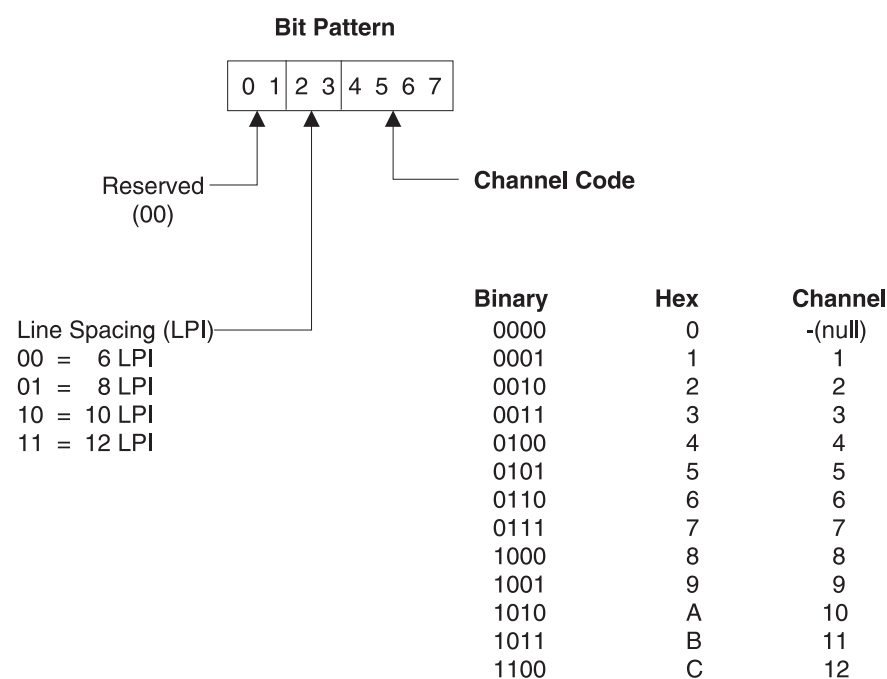 Bit Pattern
0 1 2 3 4 5 6 7
Reserved
(00)
Channel Code
Line Spacing (LPI)
00 = 6 LPI
01 = 8 LPI
10 = 10 LPI
11 = 12 LPI
Binary Hex Channel
0000 0 -(null)
0001 1 1
0010 2 2
0011 3 3
0100 4 4
0101 5 5
0110 6 6
0111 7 7
1000 8 8
1001 9 9
1010 A 10
1011 B 11
1100 C 12